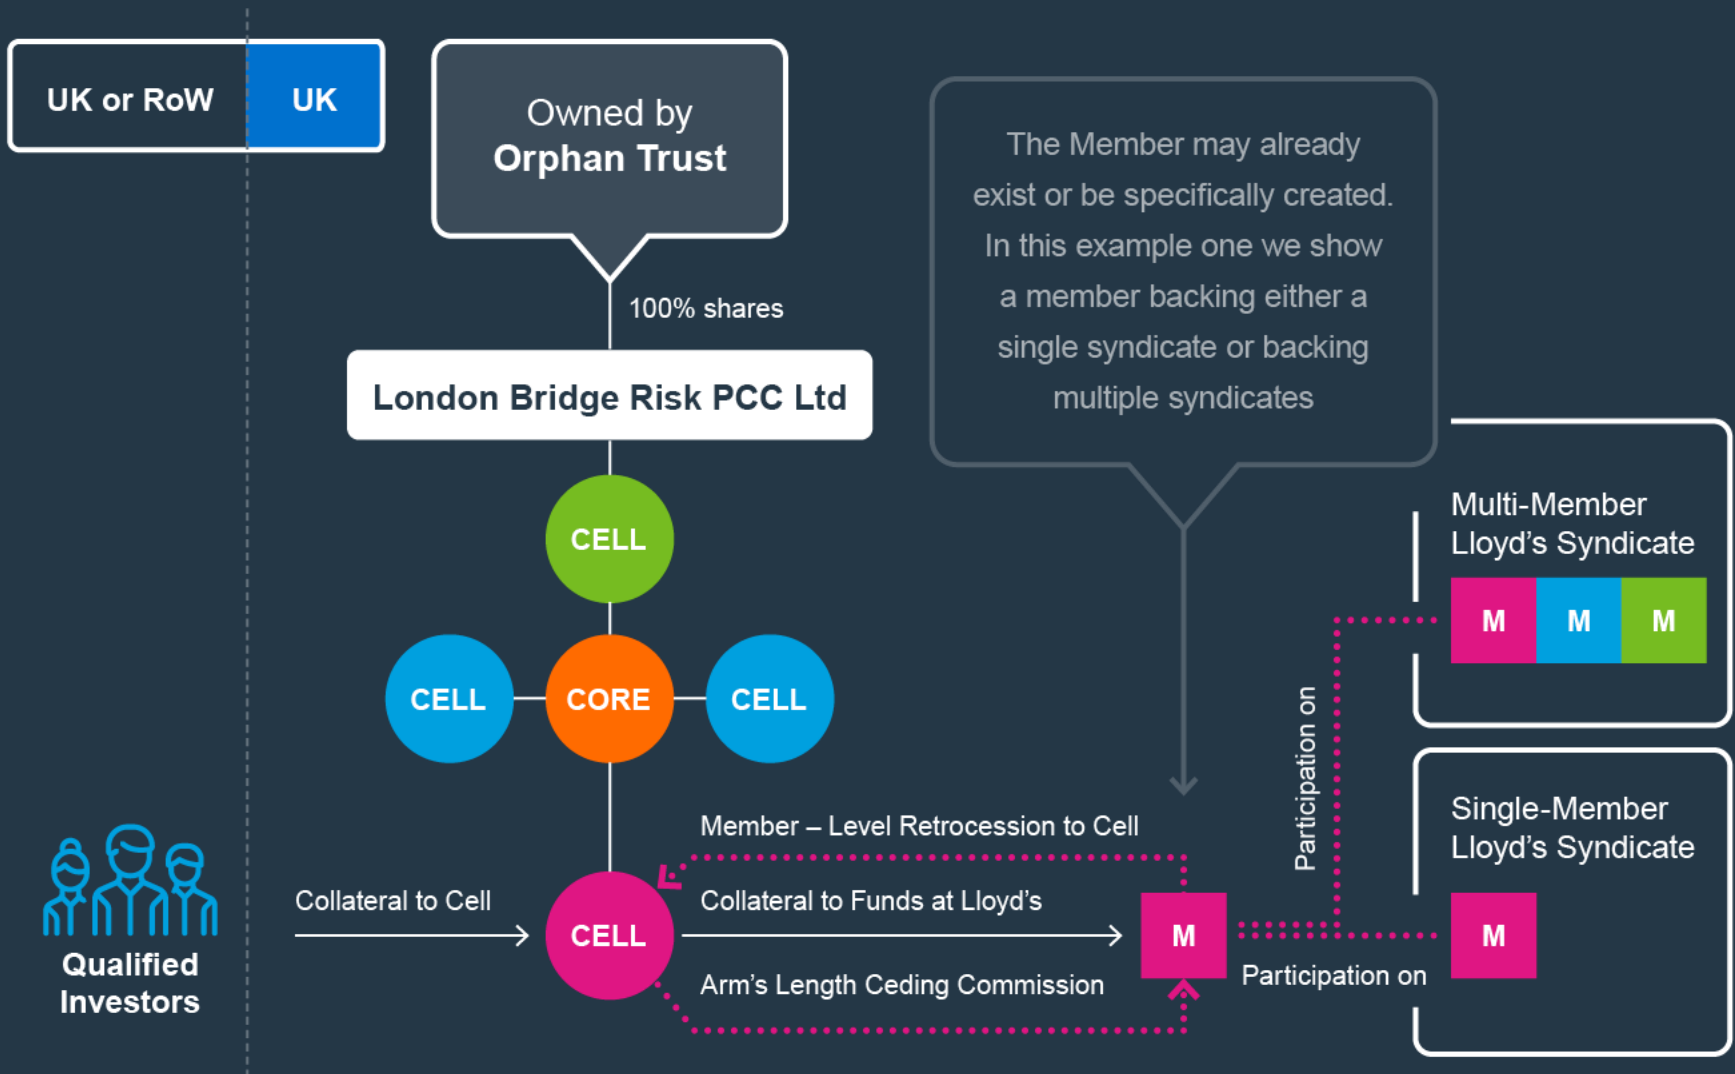 UK or RoW
UK
Owned by
Orphan Trust
100% shares
London Bridge Risk PCC Ltd
The Member may already
exist or be specifically created.
In this example one we show
a member backing either a
single syndicate or backing
multiple syndicates
CELL
CELL
CORE
CELL
Multi-Member
Lloyd's Syndicate
M
M
M
Participation on
Single-Member
Lloyd's Syndicate
M
Qualified
Investors
Collateral to Cell
CELL
Member – Level Retrocession to Cell
Collateral to Funds at Lloyd's
Arm's Length Ceding Commission
M
Participation on